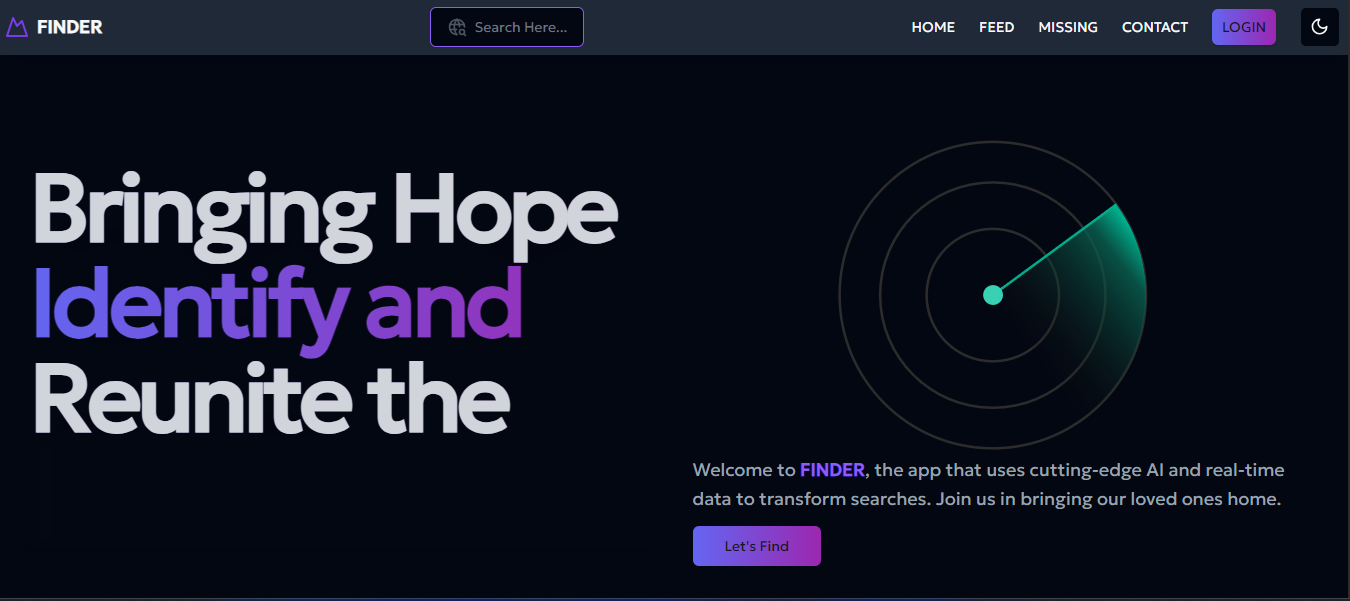 FINDER
Search Here...
HOME
FEED
MISSING
CONTACT
LOGIN
Bringing Hope
Identify and
Reunite the
Welcome to FINDER, the app that uses cutting-edge AI and real-time
data to transform searches. Join us in bringing our loved ones home.
Let's Find